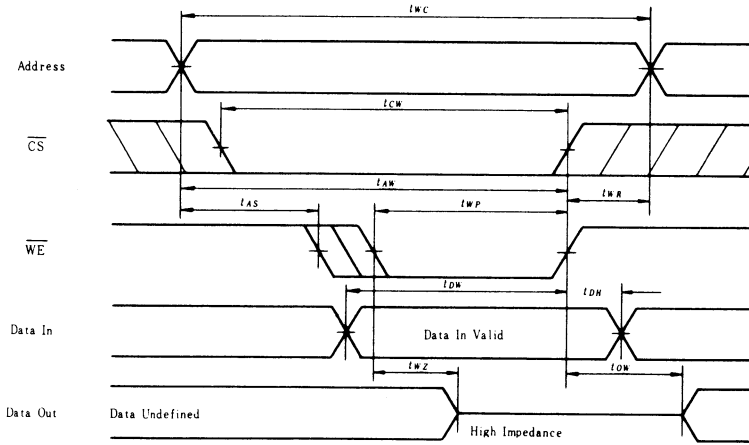 tWC
Address
tCW
CS
tAW
tWR
tAS
tWP
WE
tDW
tDH
Data In
Data In Valid
tWZ
tOW
Data Out
Data Undefined
High Impedance